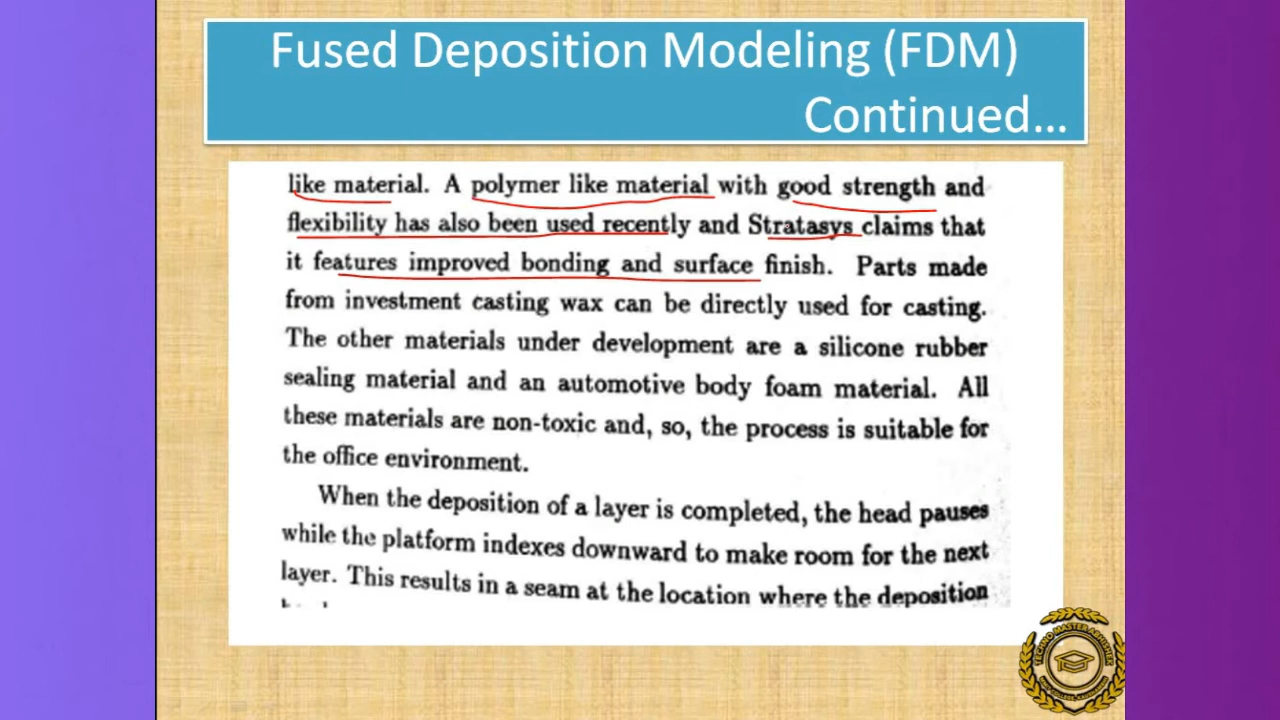 Fused Deposition Modeling (FDM)
Continued...
like material. A polymer like material with good strength and
flexibility has also been used recently and Stratasys claims that
it features improved bonding and surface finish. Parts made
from investment casting wax can be directly used for casting.
The other materials under development are a silicone rubber
sealing material and an automotive body foam material. All
these materials are non-toxic and, so, the process is suitable for
the office environment.
When the deposition of a layer is completed, the head pauses
while the platform indexes downward to make room for the next
layer. This results in a seam at the location where the deposition
TECHNO MASTER ABHISHEK